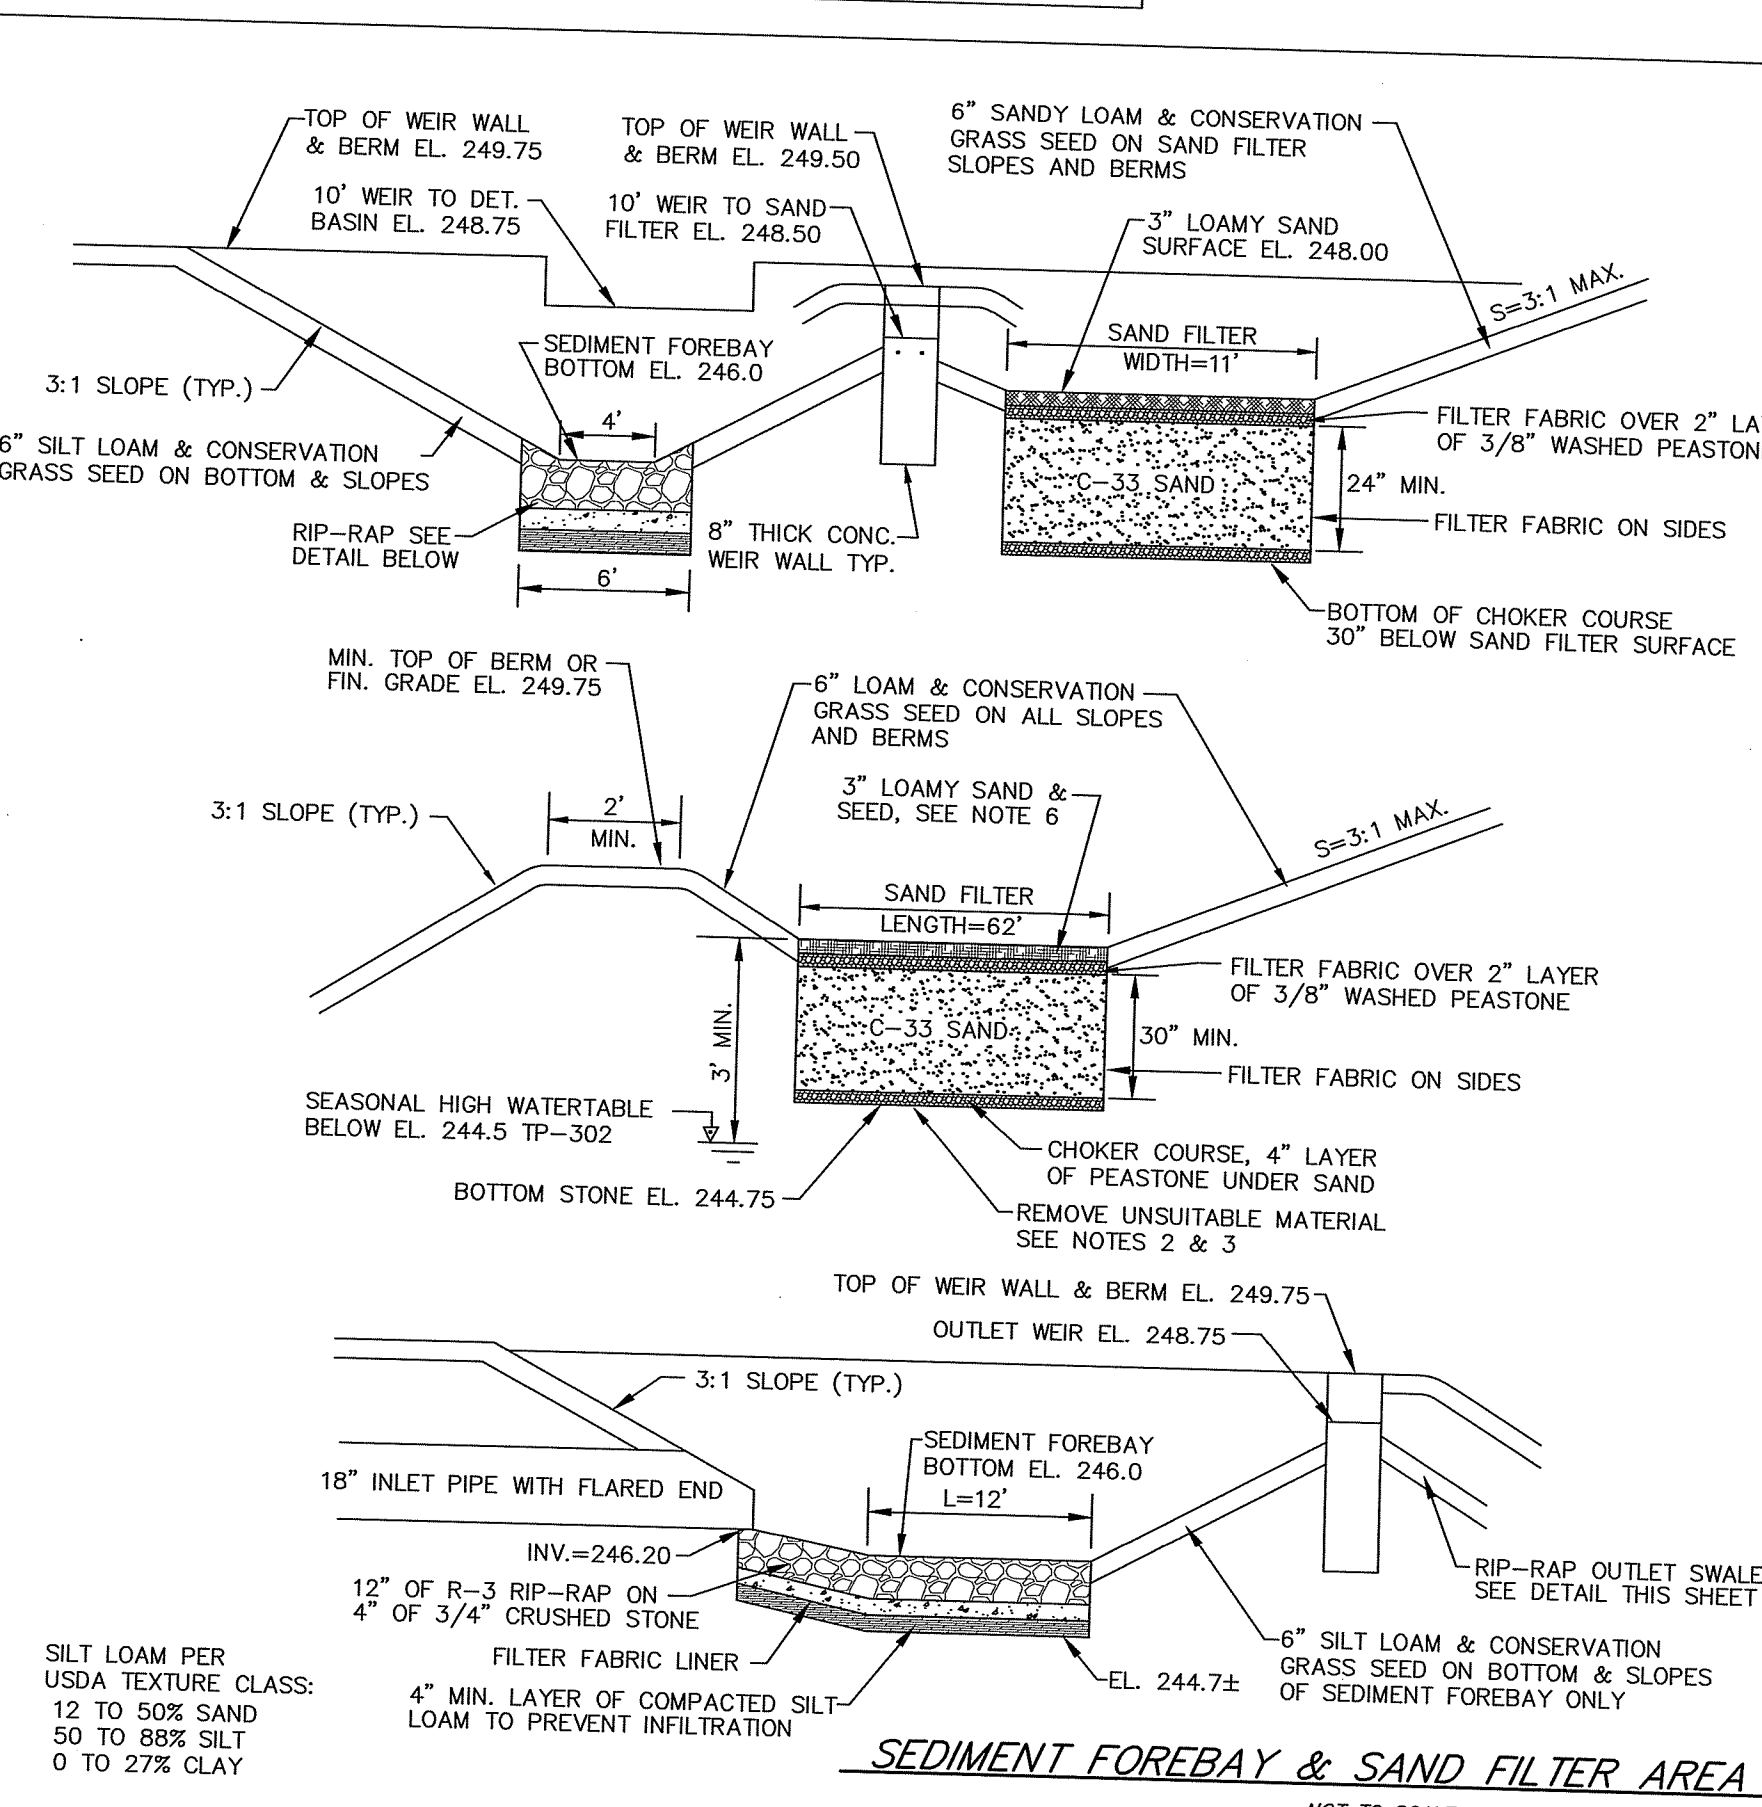 TOP OF WEIR WALL
& BERM EL. 249.75
TOP OF WEIR WALL
& BERM EL. 249.50
6" SANDY LOAM & CONSERVATION
GRASS SEED ON SAND FILTER
SLOPES AND BERMS
10' WEIR TO DET.
BASIN EL. 248.75
10' WEIR TO SAND
FILTER EL. 248.50
3" LOAMY SAND
SURFACE EL. 248.00
S=3:1 MAX.
SEDIMENT FOREBAY
BOTTOM EL. 246.0
SAND FILTER
WIDTH=11'
3:1 SLOPE (TYP.)
4'
FILTER FABRIC OVER 2" LA
OF 3/8" WASHED PEASTON
6" SILT LOAM & CONSERVATION
GRASS SEED ON BOTTOM & SLOPES
C-33 SAND
24" MIN.
FILTER FABRIC ON SIDES
RIP-RAP SEE
DETAIL BELOW
8" THICK CONC.
WEIR WALL TYP.
6'
BOTTOM OF CHOKER COURSE
30" BELOW SAND FILTER SURFACE
MIN. TOP OF BERM OR
FIN. GRADE EL. 249.75
6" LOAM & CONSERVATION
GRASS SEED ON ALL SLOPES
AND BERMS
3" LOAMY SAND &
SEED, SEE NOTE 6
3:1 SLOPE (TYP.)
2'
MIN.
S=3:1 MAX.
SAND FILTER
LENGTH=62'
FILTER FABRIC OVER 2" LAYER
OF 3/8" WASHED PEASTONE
C-33 SAND
30" MIN.
3' MIN.
FILTER FABRIC ON SIDES
SEASONAL HIGH WATERTABLE
BELOW EL. 244.5 TP-302
CHOKER COURSE, 4" LAYER
OF PEASTONE UNDER SAND
BOTTOM STONE EL. 244.75
REMOVE UNSUITABLE MATERIAL
SEE NOTES 2 & 3
TOP OF WEIR WALL & BERM EL. 249.75
OUTLET WEIR EL. 248.75
3:1 SLOPE (TYP.)
SEDIMENT FOREBAY
BOTTOM EL. 246.0
L=12'
18" INLET PIPE WITH FLARED END
INV.=246.20
12" OF R-3 RIP-RAP ON
4" OF 3/4" CRUSHED STONE
RIP-RAP OUTLET SWALE
SEE DETAIL THIS SHEET
FILTER FABRIC LINER
EL. 244.7±
6" SILT LOAM & CONSERVATION
GRASS SEED ON BOTTOM & SLOPES
OF SEDIMENT FOREBAY ONLY
4" MIN. LAYER OF COMPACTED SILT
LOAM TO PREVENT INFILTRATION
SILT LOAM PER
USDA TEXTURE CLASS:
12 TO 50% SAND
50 TO 88% SILT
0 TO 27% CLAY
SEDIMENT FOREBAY & SAND FILTER AREA